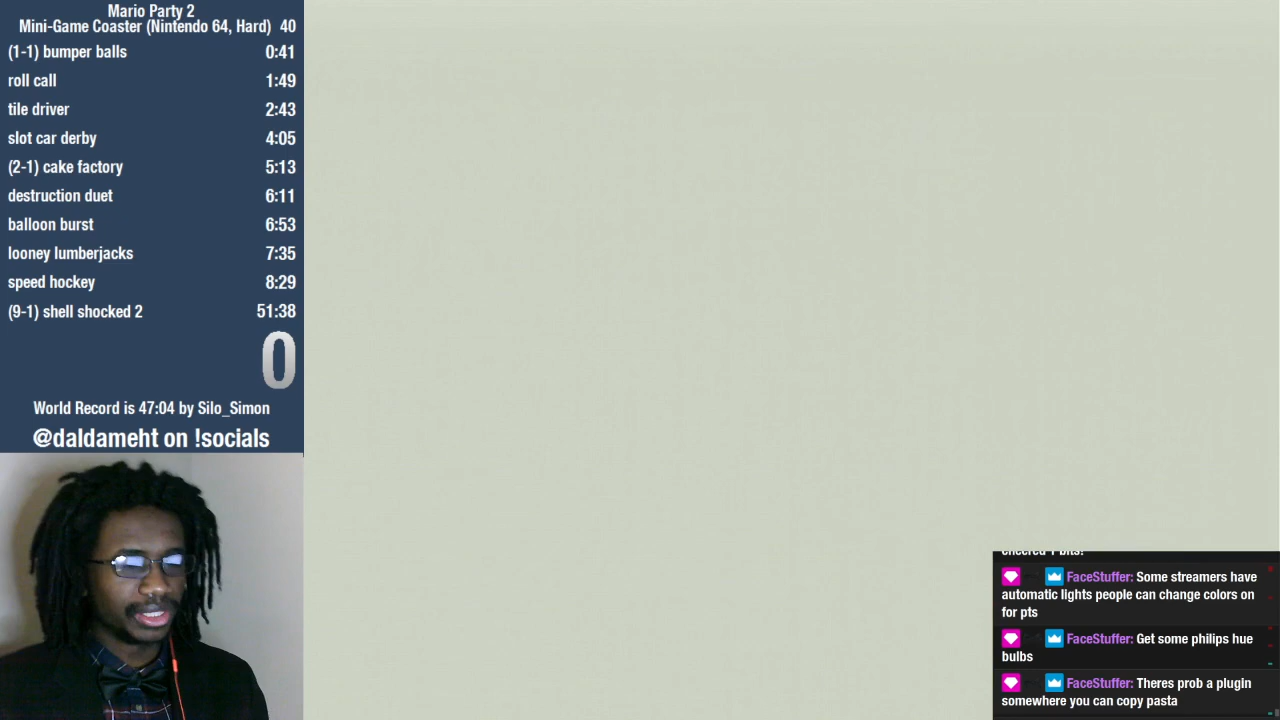 Mario Party 2
Mini-Game Coaster (Nintendo 64, Hard) 40
(1-1) bumper balls 0:41
roll call 1:49
tile driver 2:43
slot car derby 4:05
(2-1) cake factory 5:13
destruction duet 6:11
balloon burst 6:53
looney lumberjacks 7:35
speed hockey 8:29
(9-1) shell shocked 2 51:38
0
World Record is 47:04 by Silo_Simon
@daldameht on !socials
cheered 1 bits!
FaceStuffer: Some streamers have
automatic lights people can change colors on
for pts
FaceStuffer: Get some philips hue
bulbs
FaceStuffer: Theres prob a plugin
somewhere you can copy pasta